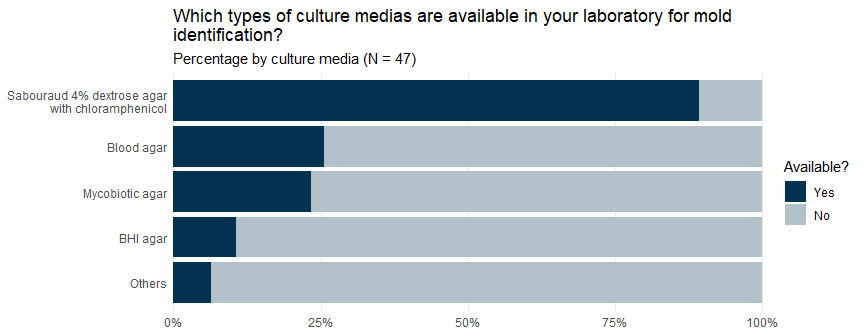 Which types of culture medias are available in your laboratory for mold
identification?
Percentage by culture media (N = 47)
Sabouraud 4% dextrose agar
with chloramphenicol
Blood agar
Mycobiotic agar
BHI agar
Others
0%
25%
50%
75%
100%
Available?
Yes
No